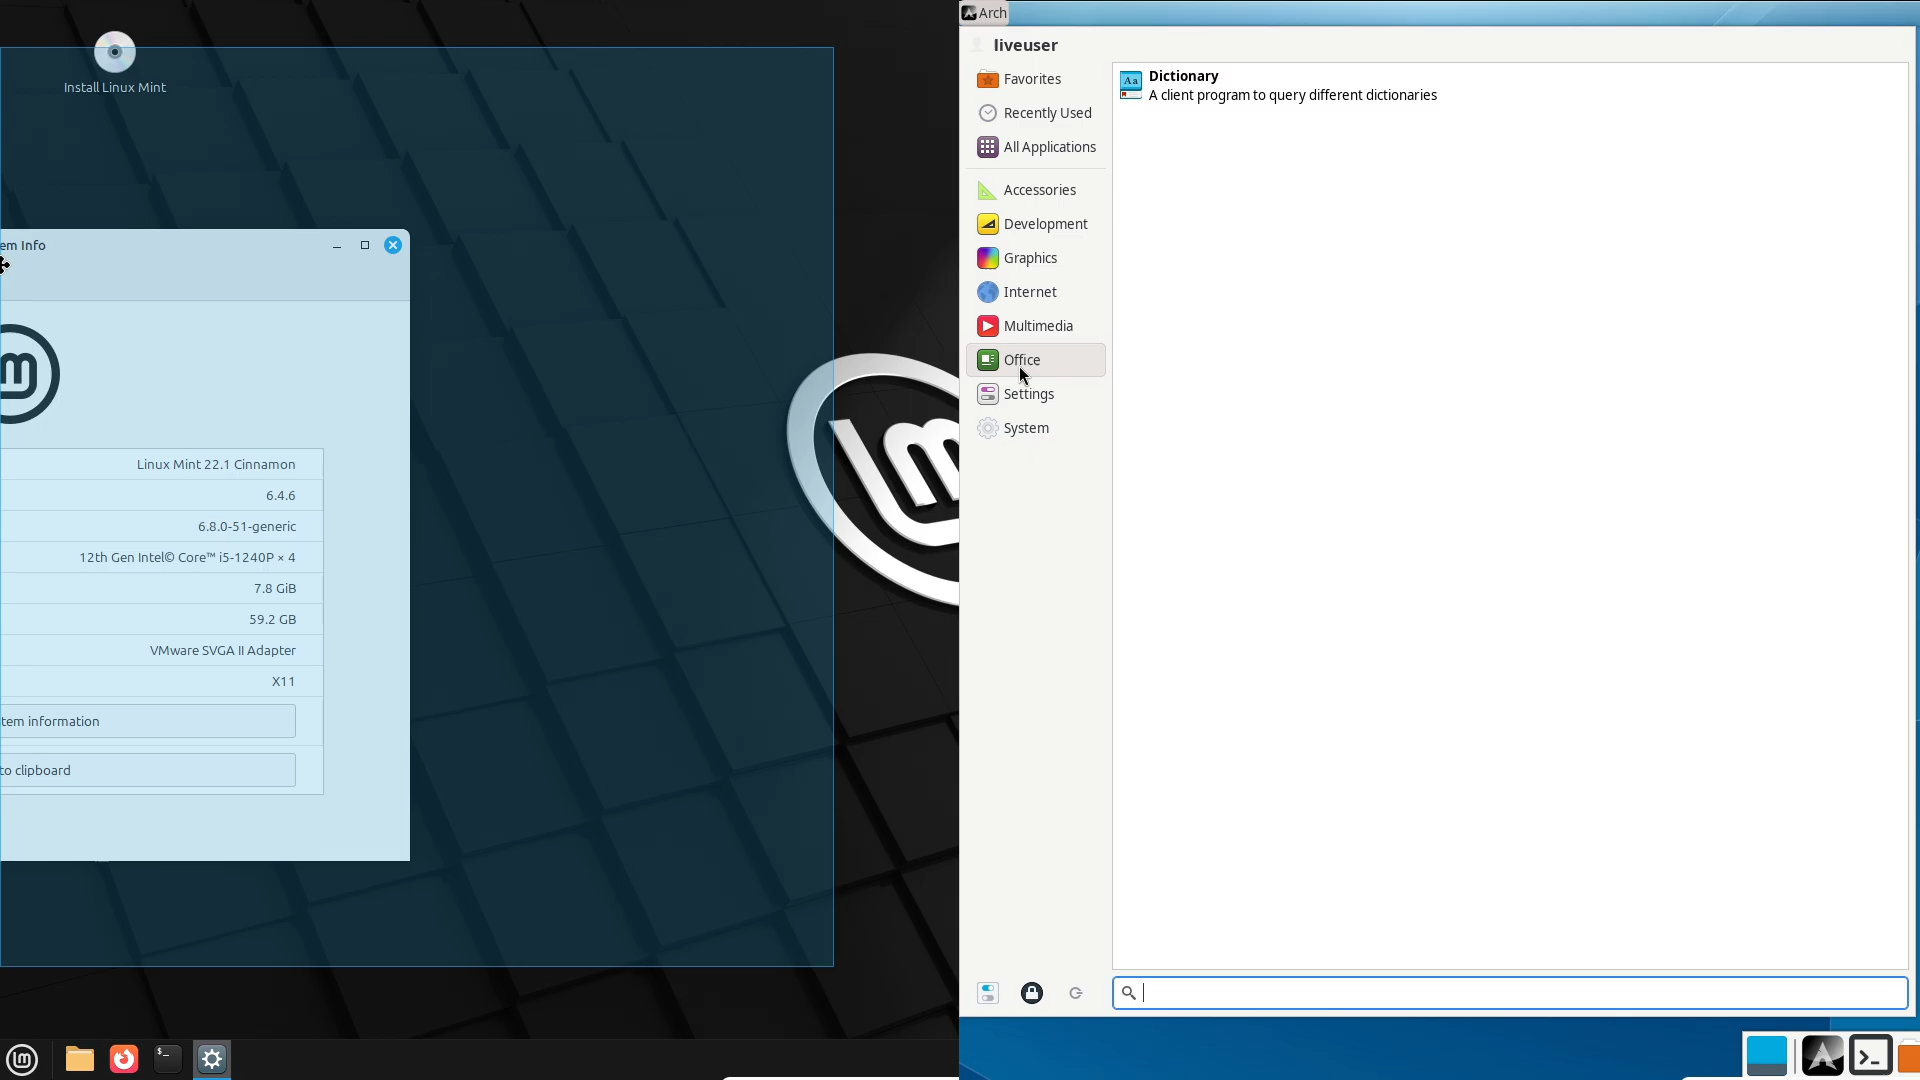 Install Linux Mint
em Info
Linux Mint 22.1 Cinnamon
6.4.6
6.8.0-51-generic
12th Gen Intel© Core™ i5-1240P × 4
7.8 GiB
59.2 GB
VMware SVGA II Adapter
X11
tem information
to clipboard
Arch
liveuser
Favorites
Recently Used
All Applications
Accessories
Development
Graphics
Internet
Multimedia
Office
Settings
System
Dictionary
A client program to query different dictionaries